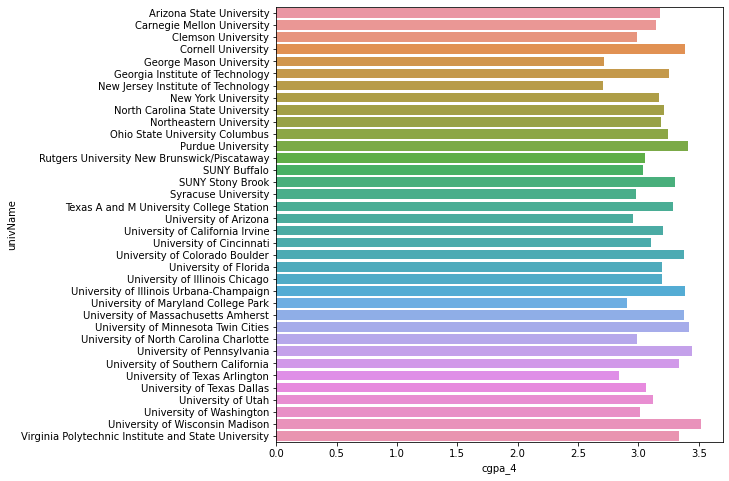 Arizona State University
Carnegie Mellon University
Clemson University
Cornell University
George Mason University
Georgia Institute of Technology
New Jersey Institute of Technology
New York University
North Carolina State University
Northeastern University
Ohio State University Columbus
Purdue University
Rutgers University New Brunswick/Piscataway
SUNY Buffalo
SUNY Stony Brook
Syracuse University
Texas A and M University College Station
University of Arizona
University of California Irvine
University of Cincinnati
University of Colorado Boulder
University of Florida
University of Illinois Chicago
University of Illinois Urbana-Champaign
University of Maryland College Park
University of Massachusetts Amherst
University of Minnesota Twin Cities
University of North Carolina Charlotte
University of Pennsylvania
University of Southern California
University of Texas Arlington
University of Texas Dallas
University of Utah
University of Washington
University of Wisconsin Madison
Virginia Polytechnic Institute and State University
univName
0.0 0.5 1.0 1.5 2.0 2.5 3.0 3.5
cgpa_4